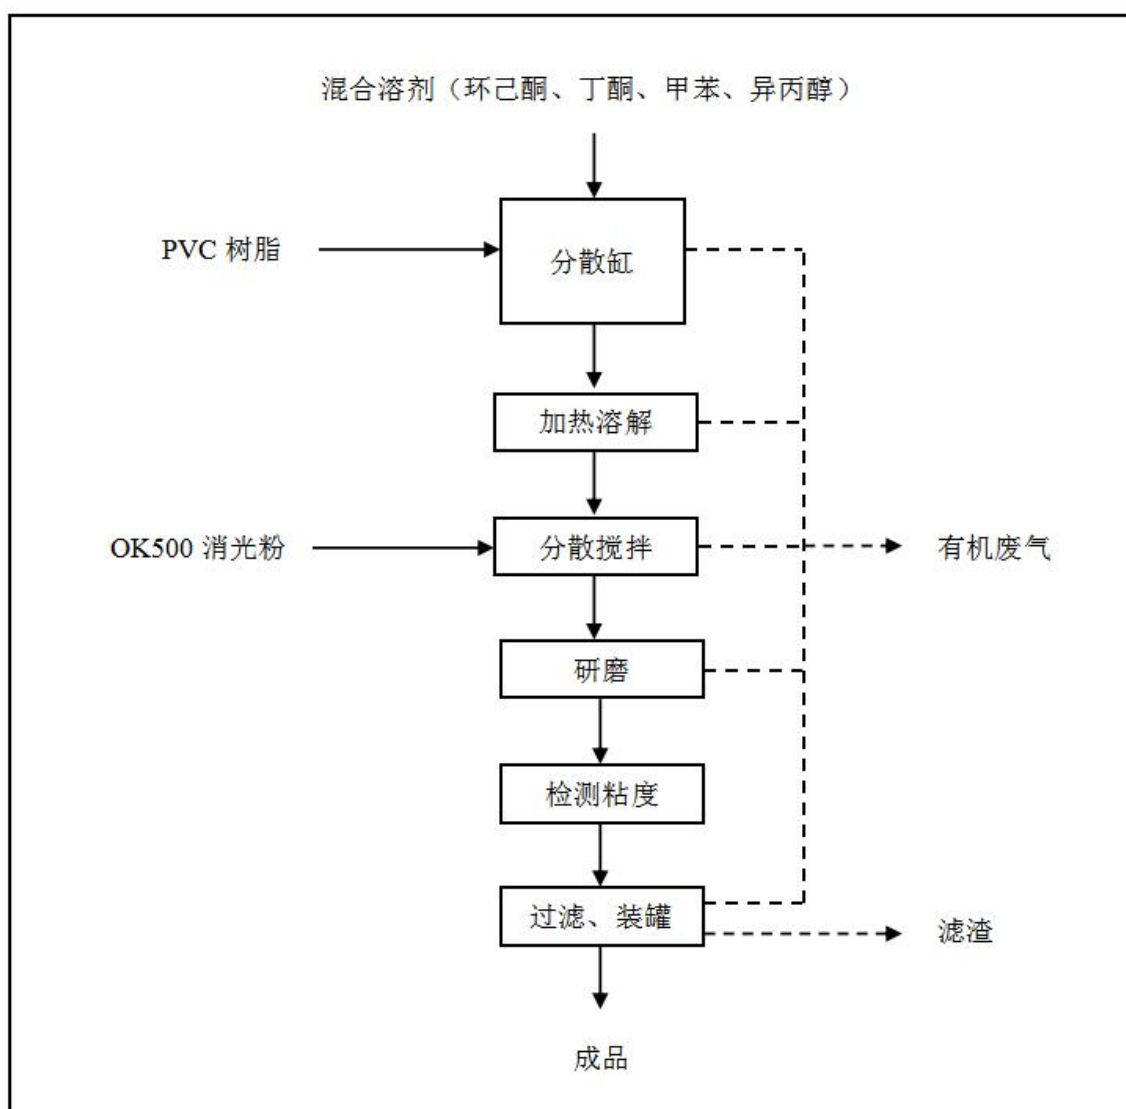 混合溶剂（环己酮、丁酮、甲苯、异丙醇）
PVC 树脂
分散缸
加热溶解
OK500 消光粉
分散搅拌
有机废气
研磨
检测粘度
过滤、装罐
滤渣
成品